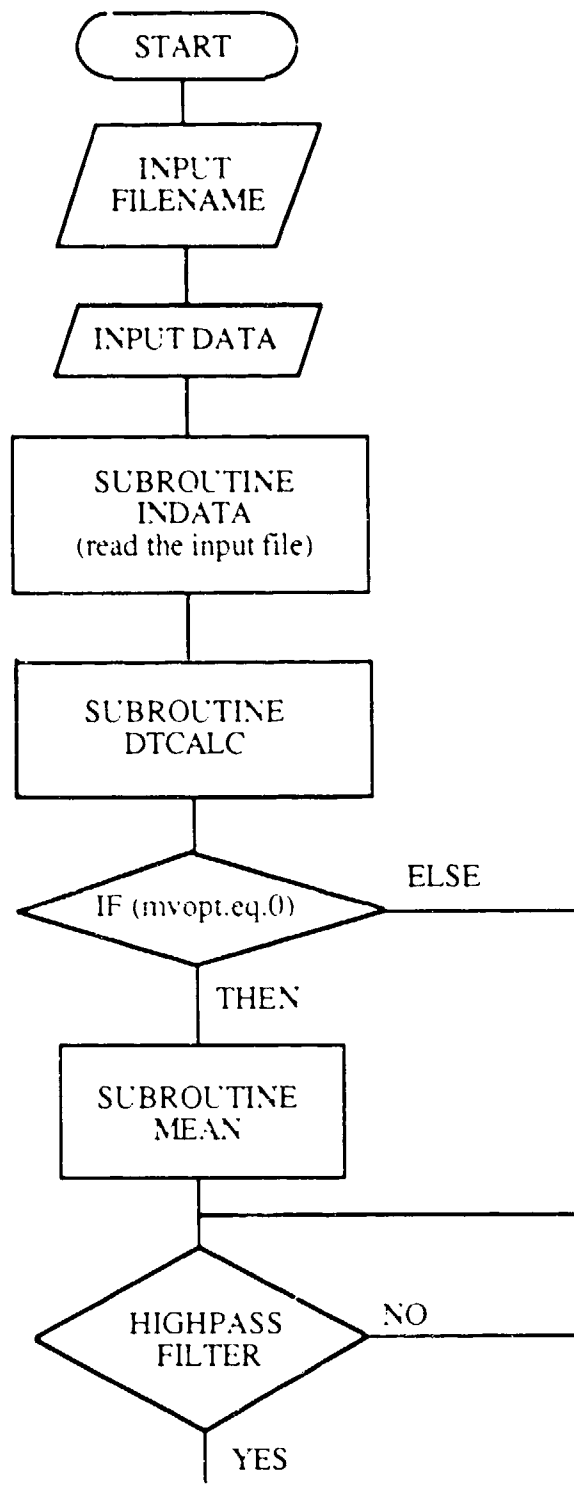 START
INPUT
FILENAME
INPUT DATA
SUBROUTINE
INDATA
(read the input file)
SUBROUTINE
DTCALC
IF (mvopt.eq.0)
ELSE
THEN
SUBROUTINE
MEAN
HIGHPASS
FILTER
NO
YES